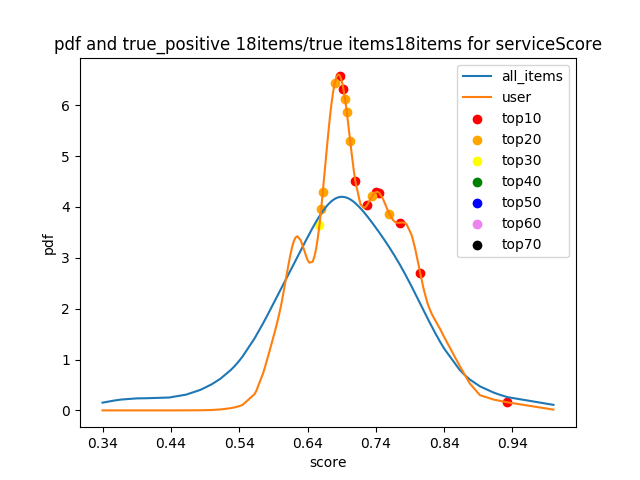 pdf and true_positive 18items/true items18items for serviceScore
all_items
user
top10
top20
top30
top40
top50
top60
top70
pdf
6
5
4
3
2
1
0
0.34 0.44 0.54 0.64 0.74 0.84 0.94
score